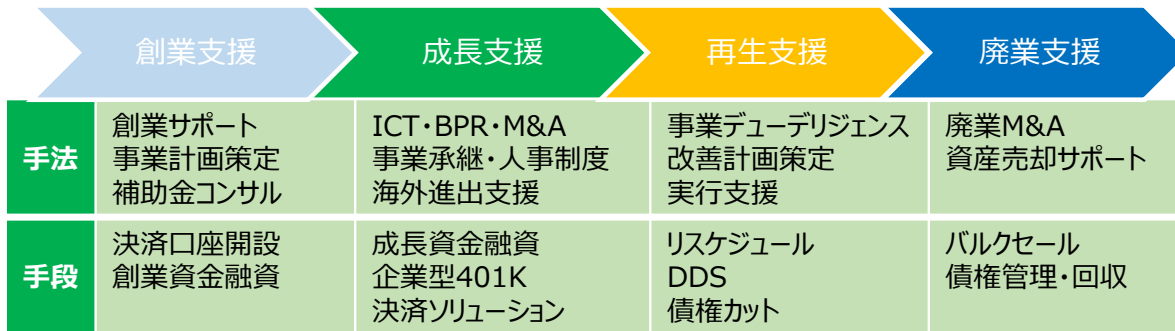 創業支援
成長支援
再生支援
廃業支援
手法
創業サポート
事業計画策定
補助金コンサル
ICT・BPR・M&A
事業承継・人事制度
海外進出支援
事業デューデリジェンス
改善計画策定
実行支援
廃業M&A
資産売却サポート
手段
決済口座開設
創業資金融資
成長資金融資
企業型401K
決済ソリューション
リスケジュール
DDS
債権カット
バルクセール
債権管理・回収